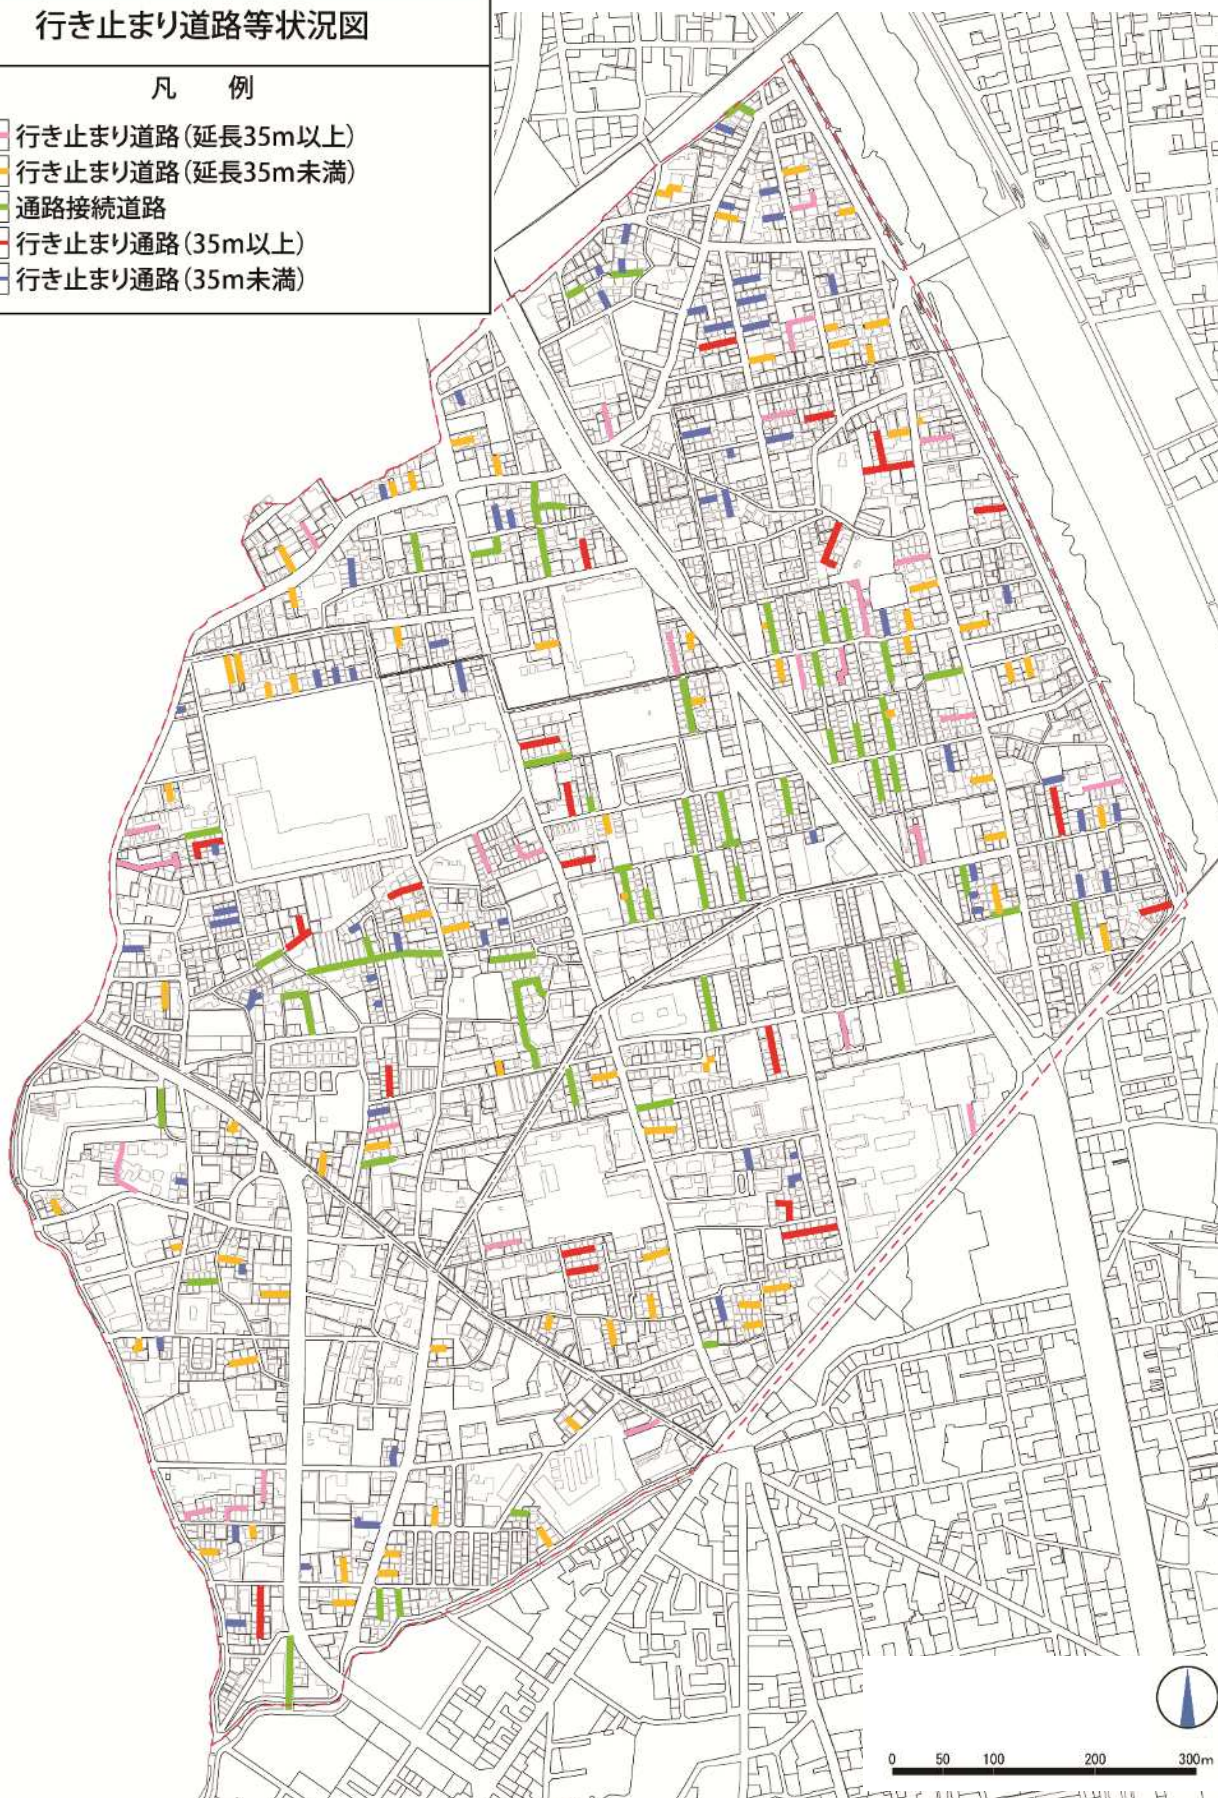 行き止まり道路等状況図
凡 例
行き止まり道路(延長35m以上)
行き止まり道路(延長35m未満)
通路接続道路
行き止まり通路(35m以上)
行き止まり通路(35m未満)
0 50 100 200 300m